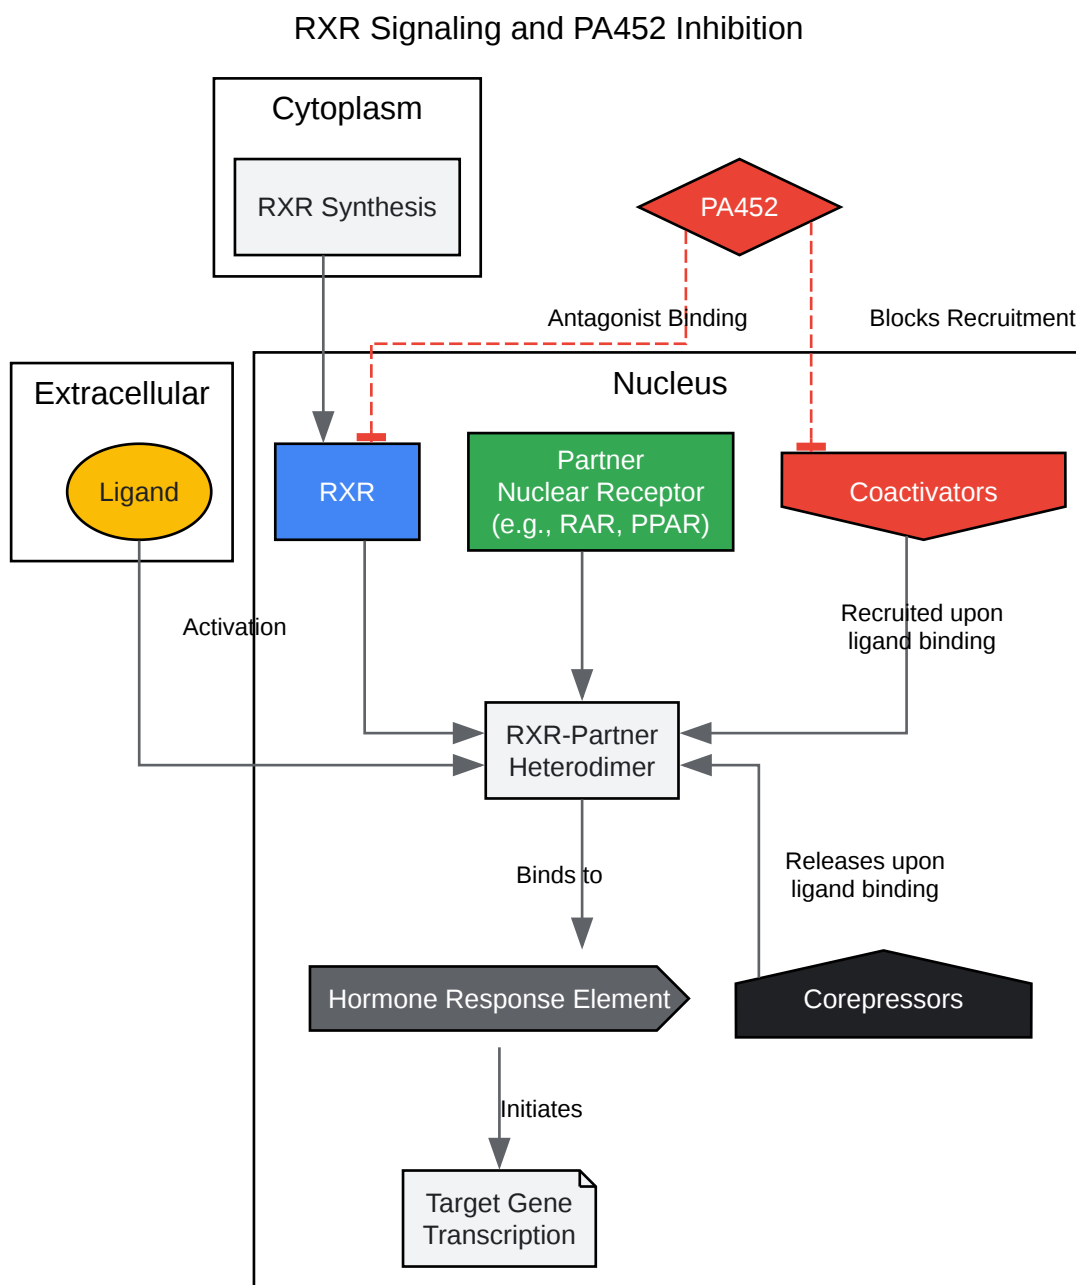 RXR Signaling and PA452 Inhibition
Cytoplasm
RXR Synthesis
PA452
Antagonist Binding
Blocks Recruitment
Extracellular
Nucleus
Ligand
RXR
Partner
Nuclear Receptor
(e.g., RAR, PPAR)
Coactivators
Activation
Recruited upon
ligand binding
RXR-Partner
Heterodimer
Binds to
Releases upon
ligand binding
Hormone Response Element
Corepressors
Initiates
Target Gene
Transcription